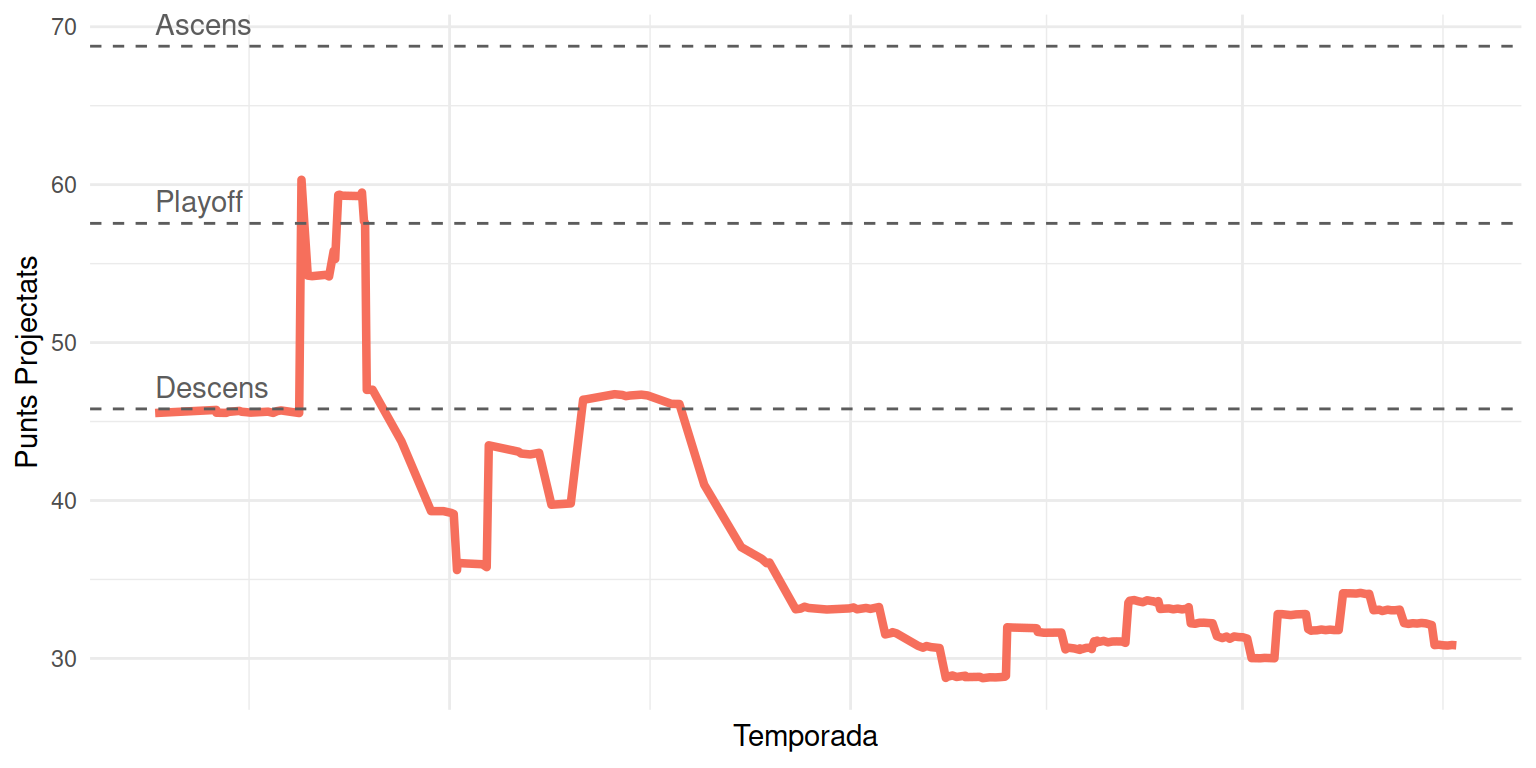 70
Ascens
60
Playoff
50
Descens
40
30
Punts Projectats
Temporada